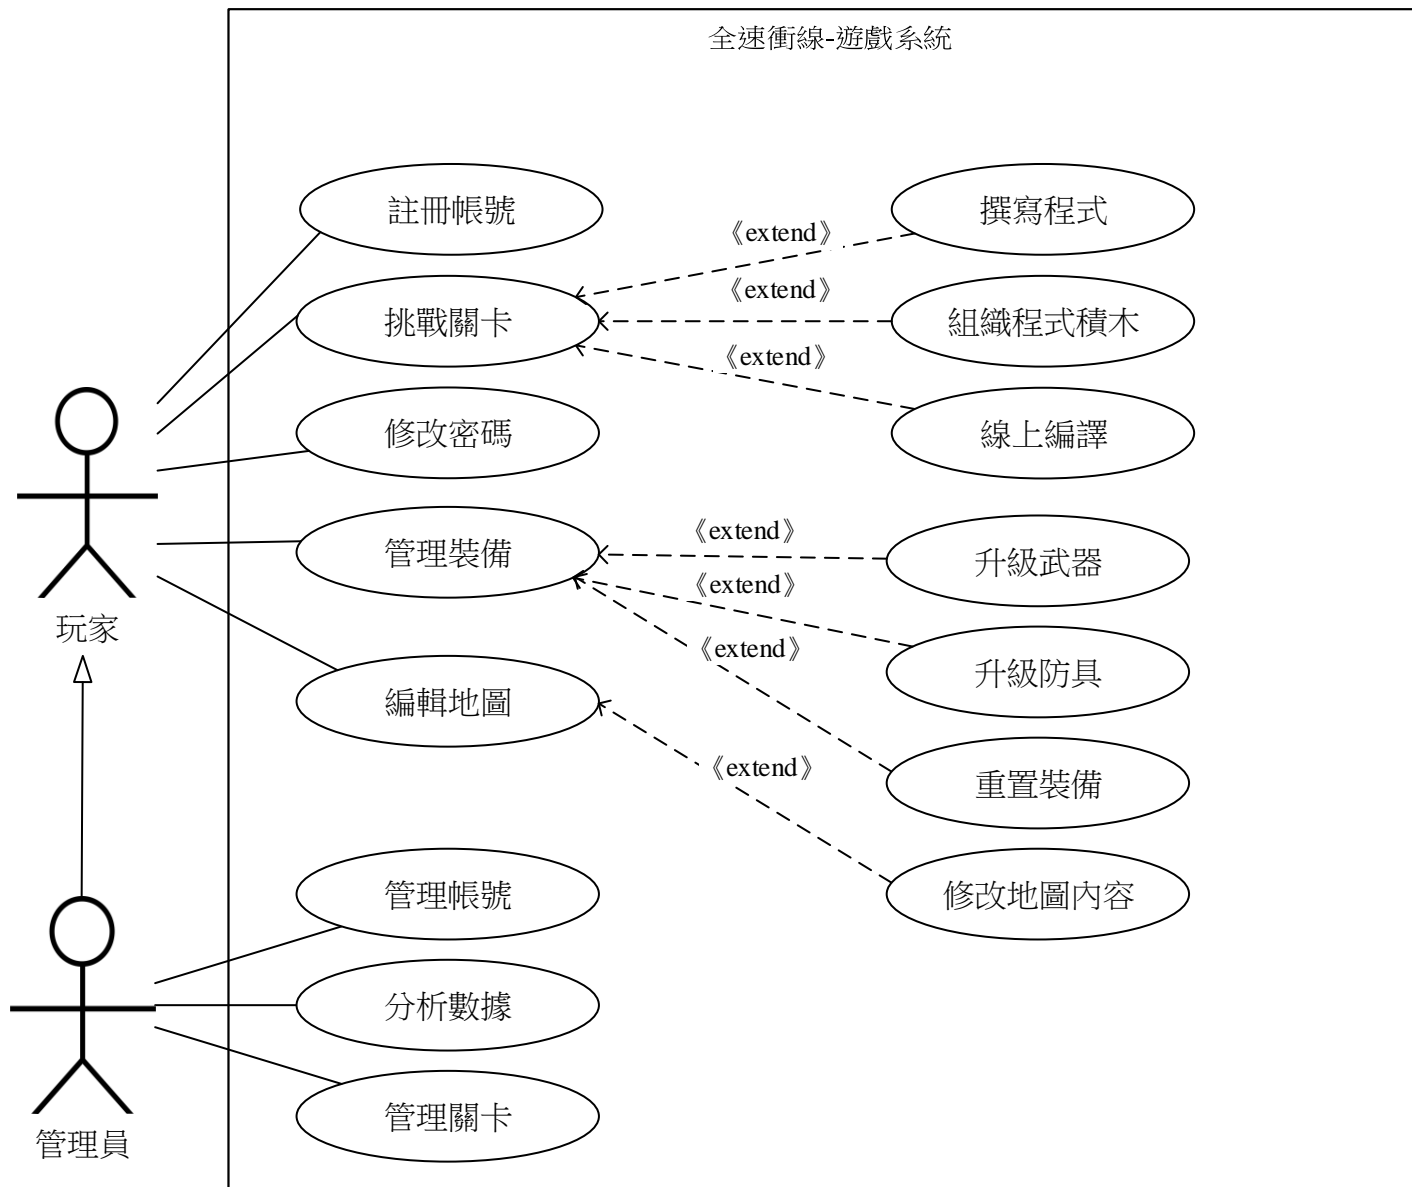 全速衝線-遊戲系統
註冊帳號
撰寫程式
《extend》
挑戰關卡
《extend》
組織程式積木
《extend》
修改密碼
線上編譯
管理裝備
《extend》
升級武器
《extend》
玩家
《extend》
升級防具
編輯地圖
《extend》
重置裝備
管理帳號
修改地圖內容
分析數據
管理關卡
管理員